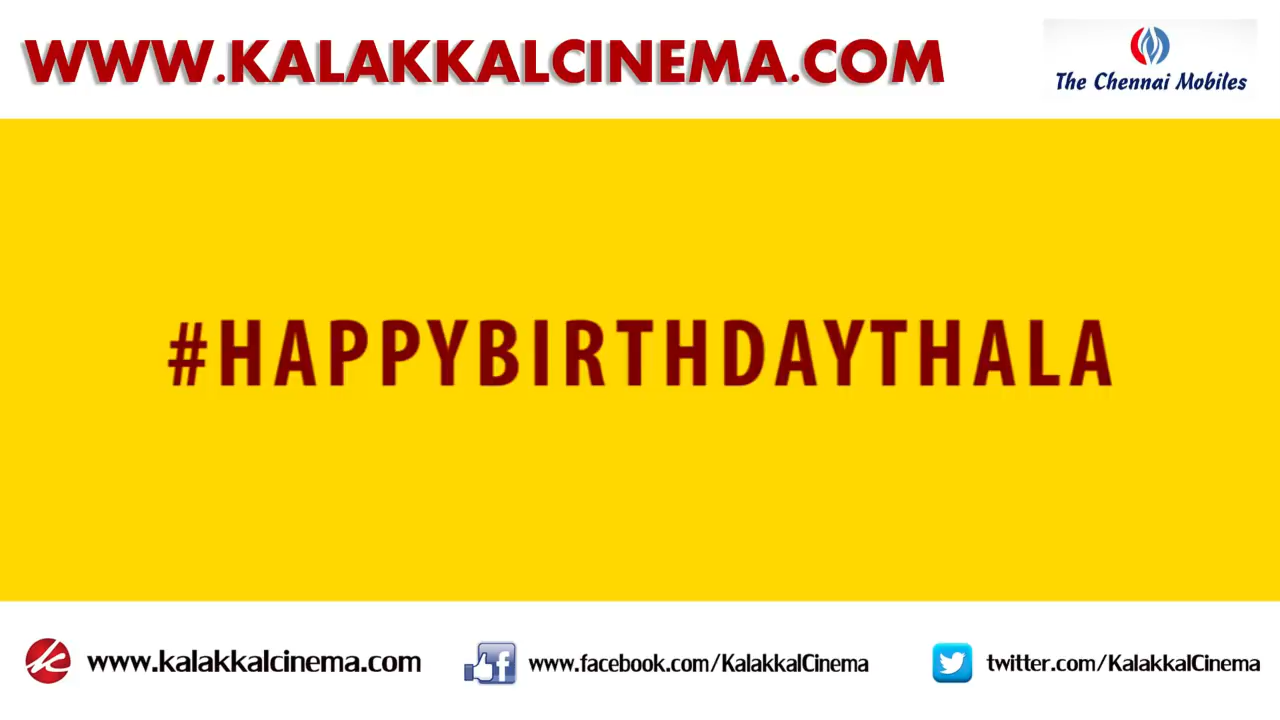 WWW.KALAKKALCINEMA.COM
The Chennai Mobiles
#HAPPYBIRTHDAYTHALA
www.kalakkalcinema.com
www.facebook.com/KalakkalCinema
twitter.com/KalakkalCinema